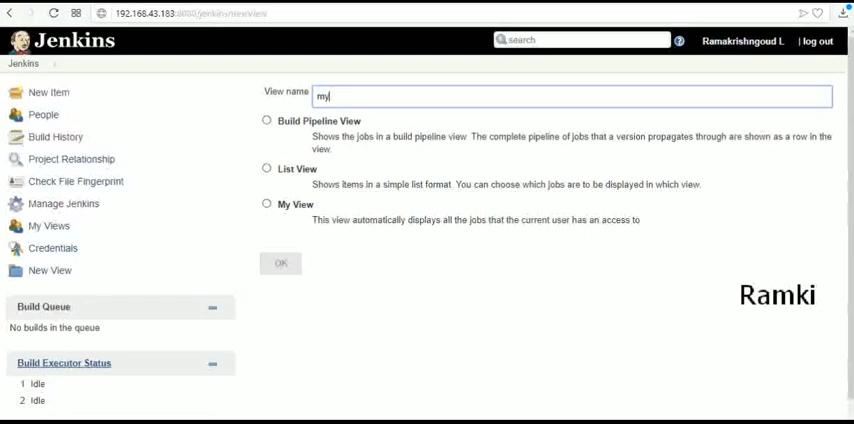 192.168.43.183:8080/jenkins/newView
Jenkins
search
Ramakrishngoud L
| log out
Jenkins
New Item
People
Build History
Project Relationship
Check File Fingerprint
Manage Jenkins
My Views
Credentials
New View
Build Queue
No builds in the queue
Build Executor Status
1 Idle
2 Idle
View name
my
Build Pipeline View
Shows the jobs in a build pipeline view. The complete pipeline of jobs that a version propagates through are shown as a row in the
view.
List View
Shows items in a simple list format. You can choose which jobs are to be displayed in which view.
My View
This view automatically displays all the jobs that the current user has an access to
OK
Ramki